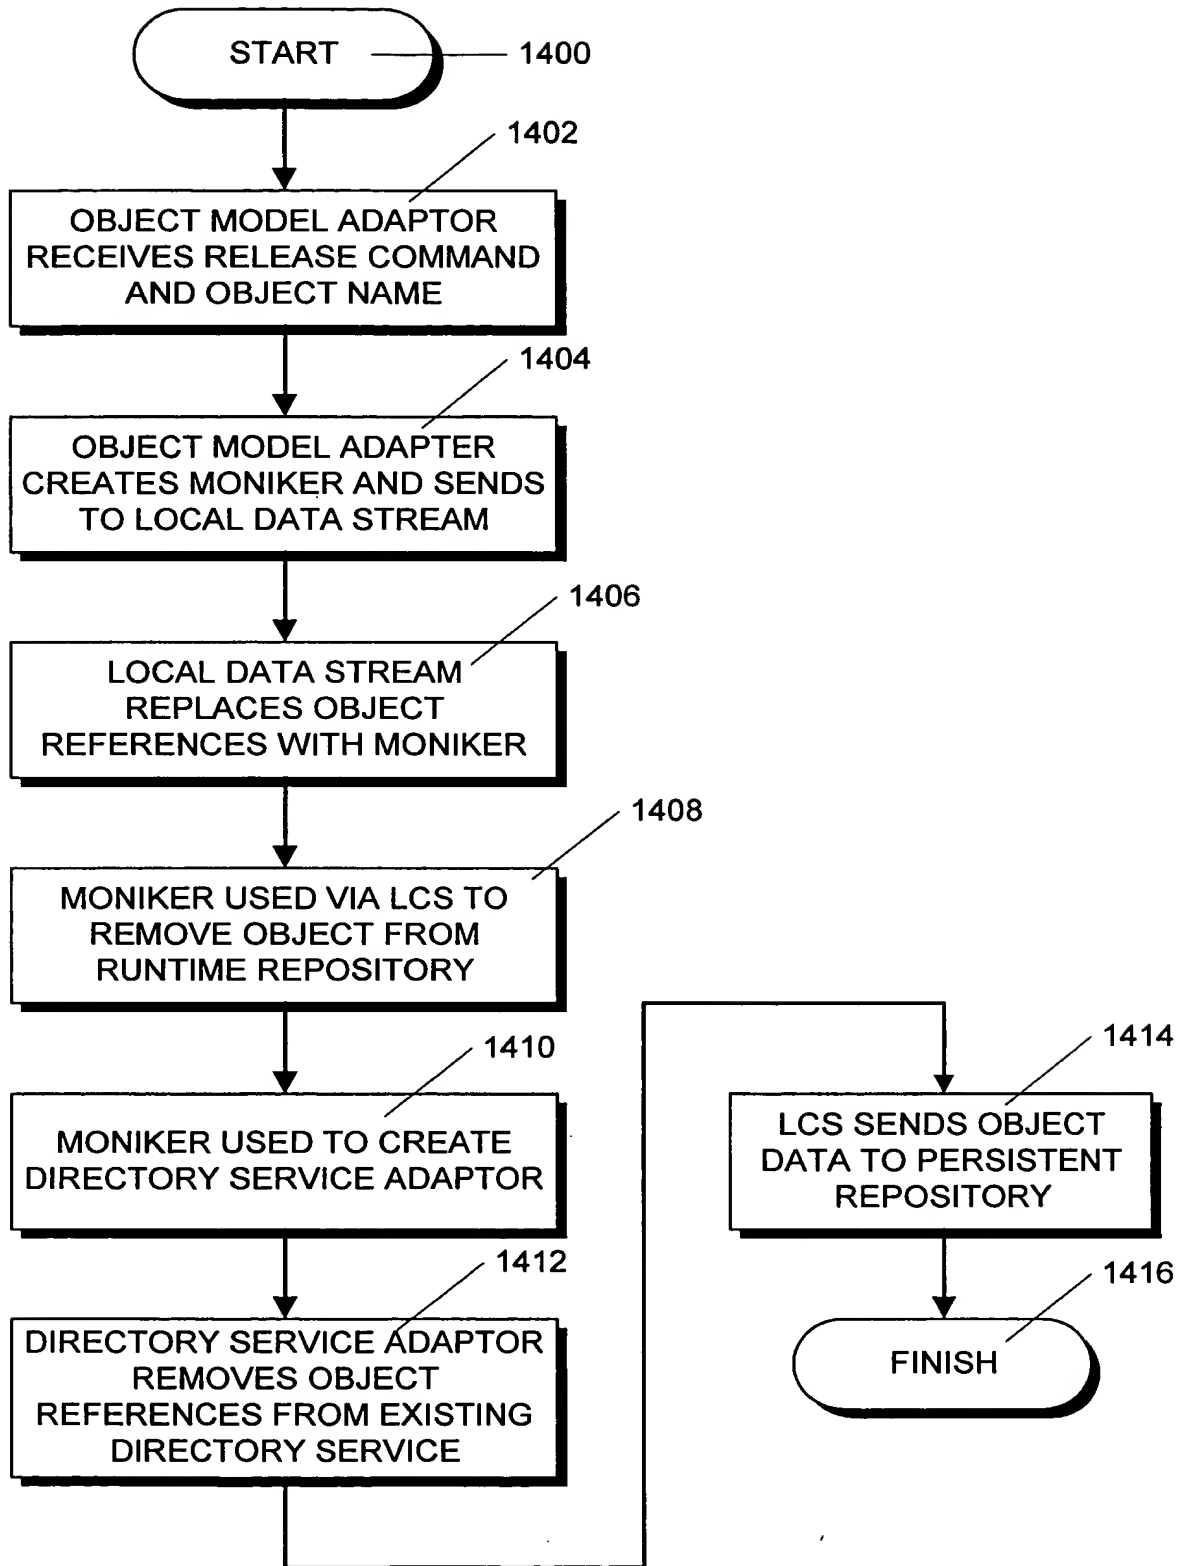 START
1400
1402
OBJECT MODEL ADAPTOR
RECEIVES RELEASE COMMAND
AND OBJECT NAME
1404
OBJECT MODEL ADAPTER
CREATES MONIKER AND SENDS
TO LOCAL DATA STREAM
1406
LOCAL DATA STREAM
REPLACES OBJECT
REFERENCES WITH MONIKER
1408
MONIKER USED VIA LCS TO
REMOVE OBJECT FROM
RUNTIME REPOSITORY
1410
MONIKER USED TO CREATE
DIRECTORY SERVICE ADAPTOR
1412
DIRECTORY SERVICE ADAPTOR
REMOVES OBJECT
REFERENCES FROM EXISTING
DIRECTORY SERVICE
1414
LCS SENDS OBJECT
DATA TO PERSISTENT
REPOSITORY
1416
FINISH